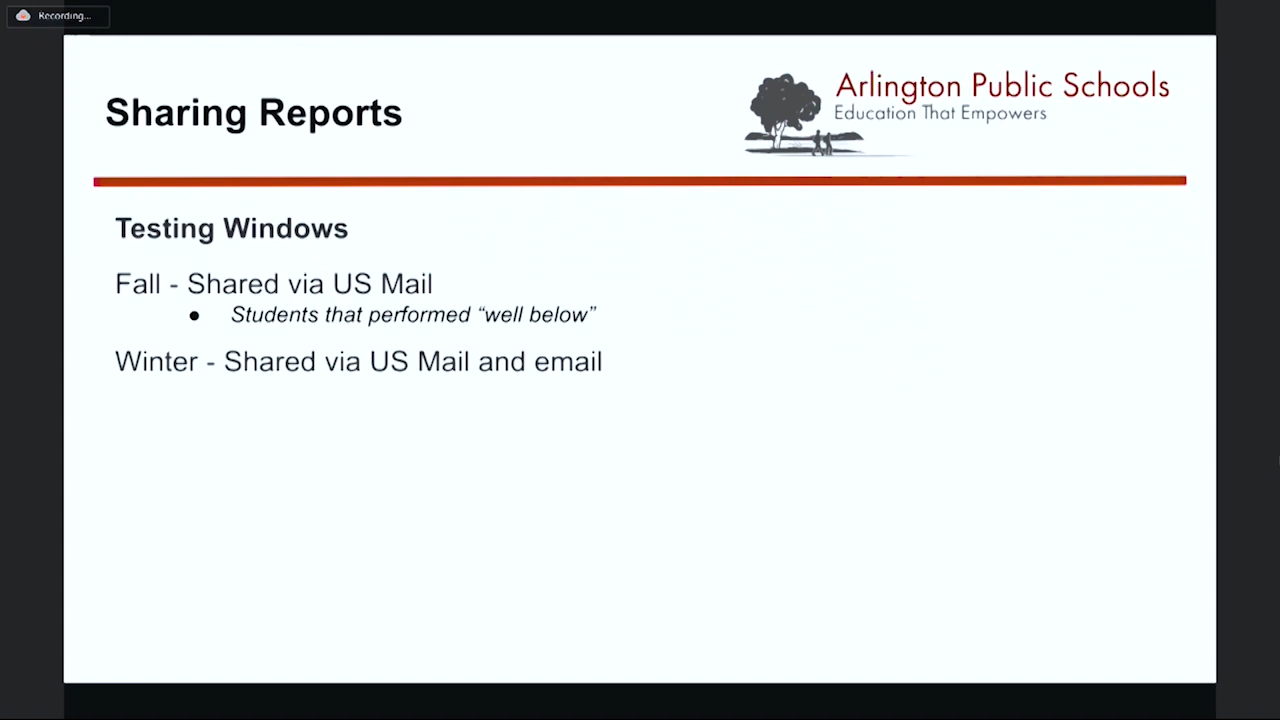 Recording...
Sharing Reports
Arlington Public Schools
Education That Empowers
Testing Windows
Fall - Shared via US Mail
● Students that performed “well below”
Winter - Shared via US Mail and email